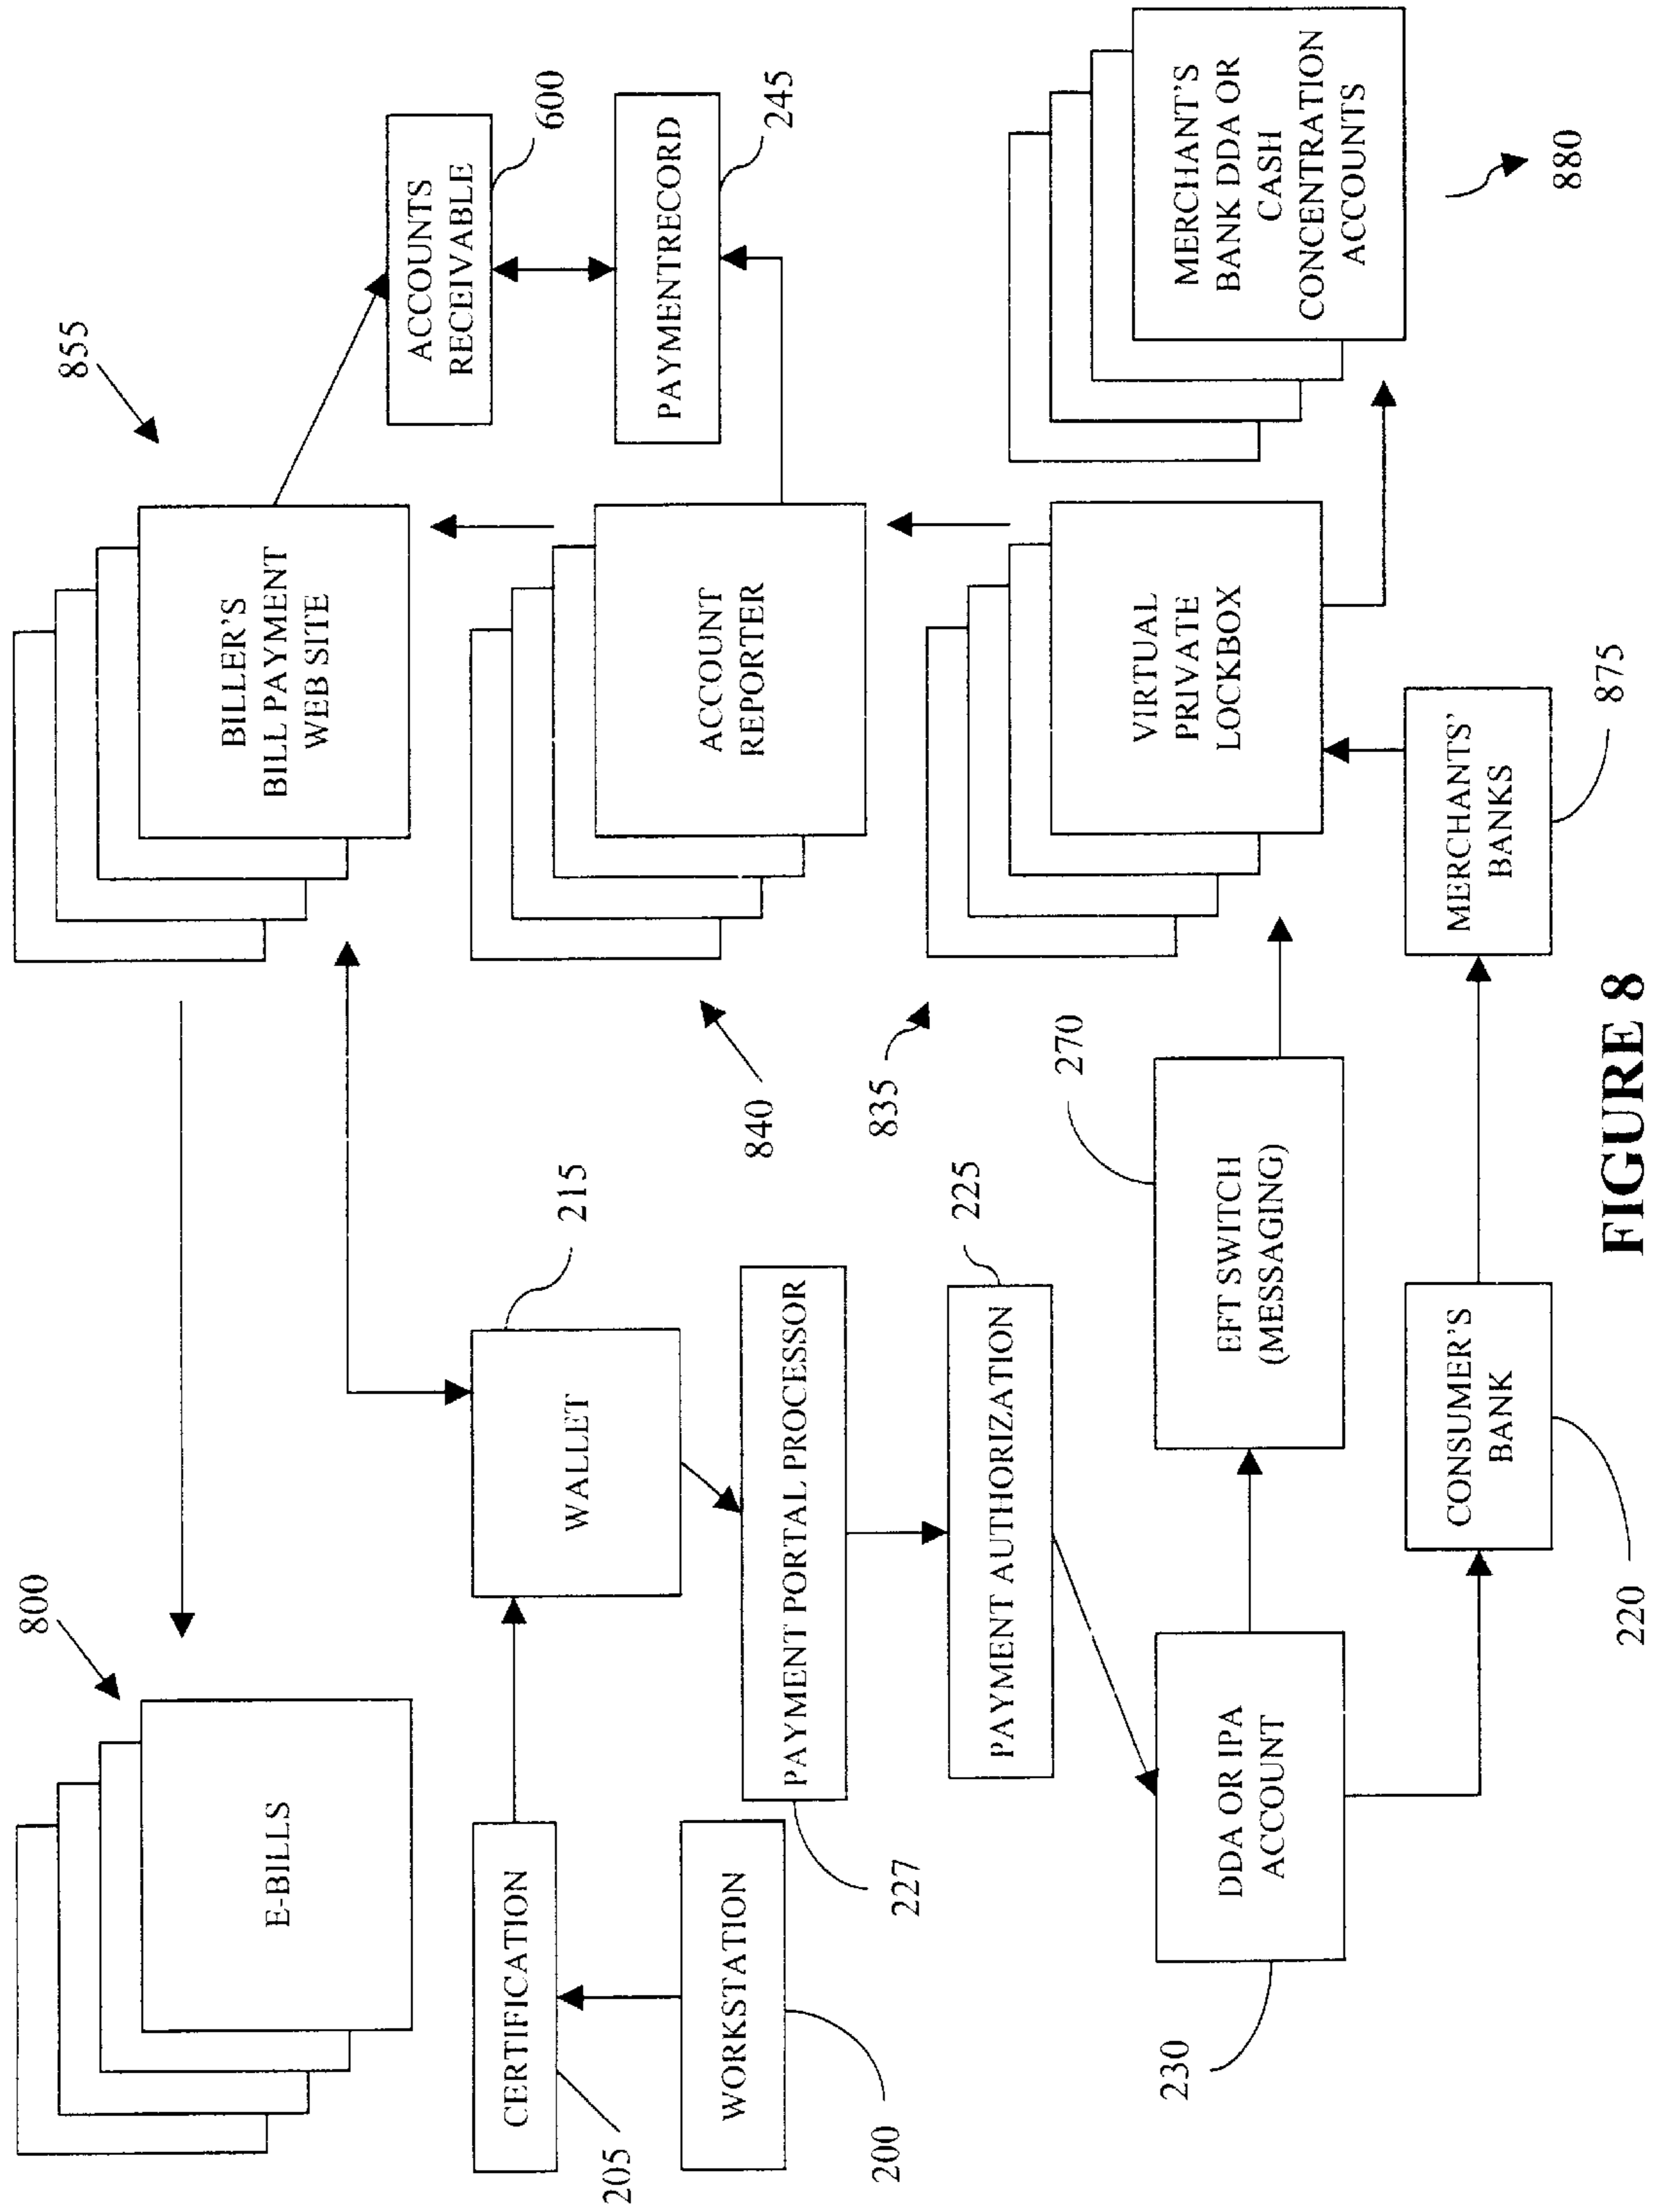 800
E-BILLS
855
BILLER'S
BILL PAYMENT
WEB SITE
CERTIFICATION
205
WORKSTATION
200
WALLET
215
ACCOUNTS
RECEIVABLE
600
PAYMENTRECORD
245
ACCOUNT
REPORTER
840
PAYMENT PORTAL PROCESSOR
227
PAYMENT AUTHORIZATION
225
835
VIRTUAL
PRIVATE
LOCKBOX
DDA OR IPA
ACCOUNT
230
EFT SWITCH
(MESSAGING)
270
MERCHANT'S
BANK DDA OR
CASH
CONCENTRATION
ACCOUNTS
880
CONSUMER'S
BANK
220
MERCHANTS'
BANKS
875
FIGURE 8